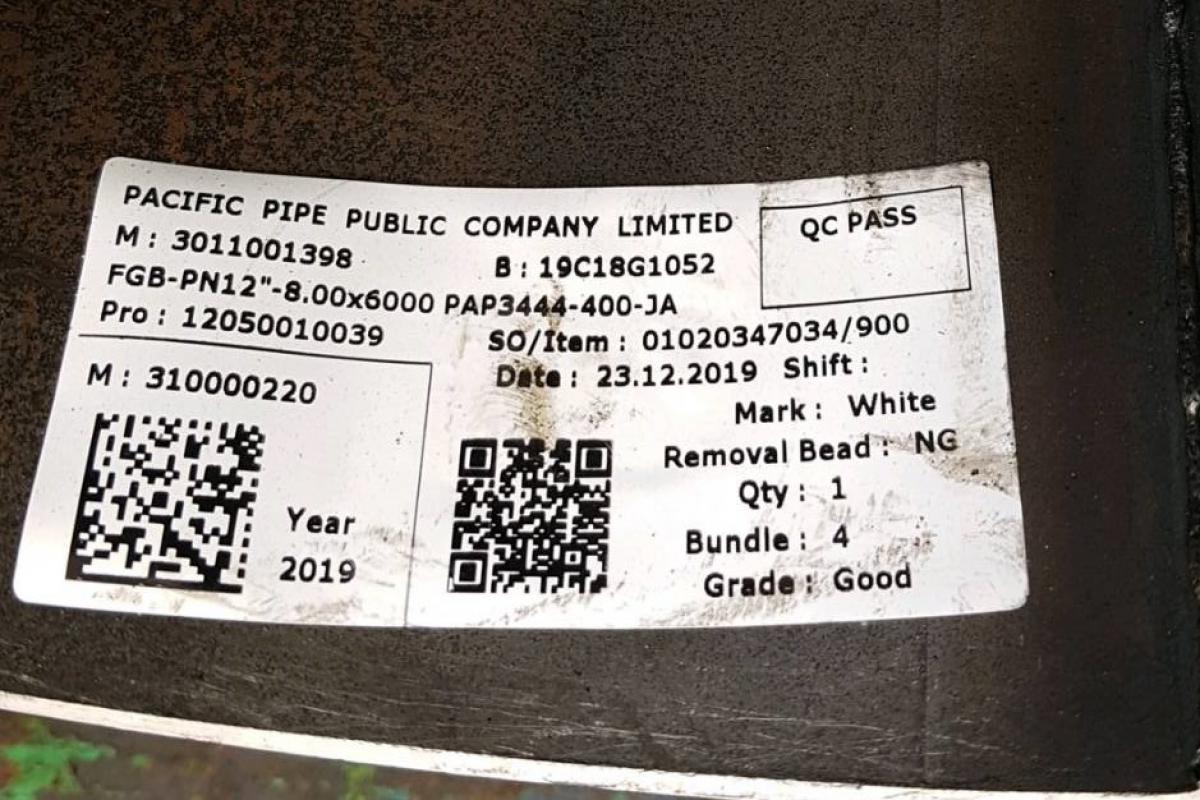 PACIFIC PIPE PUBLIC COMPANY LIMITED
QC PASS
M : 3011001398
B : 19C18G1052
FGB-PN12"-8.00x6000 PAP3444-400-JA
Pro : 12050010039
SO/Item : 01020347034/900
Date : 23.12.2019 Shift :
M : 310000220
Mark : White
Removal Bead : NG
Qty : 1
Year
2019
Bundle : 4
Grade : Good